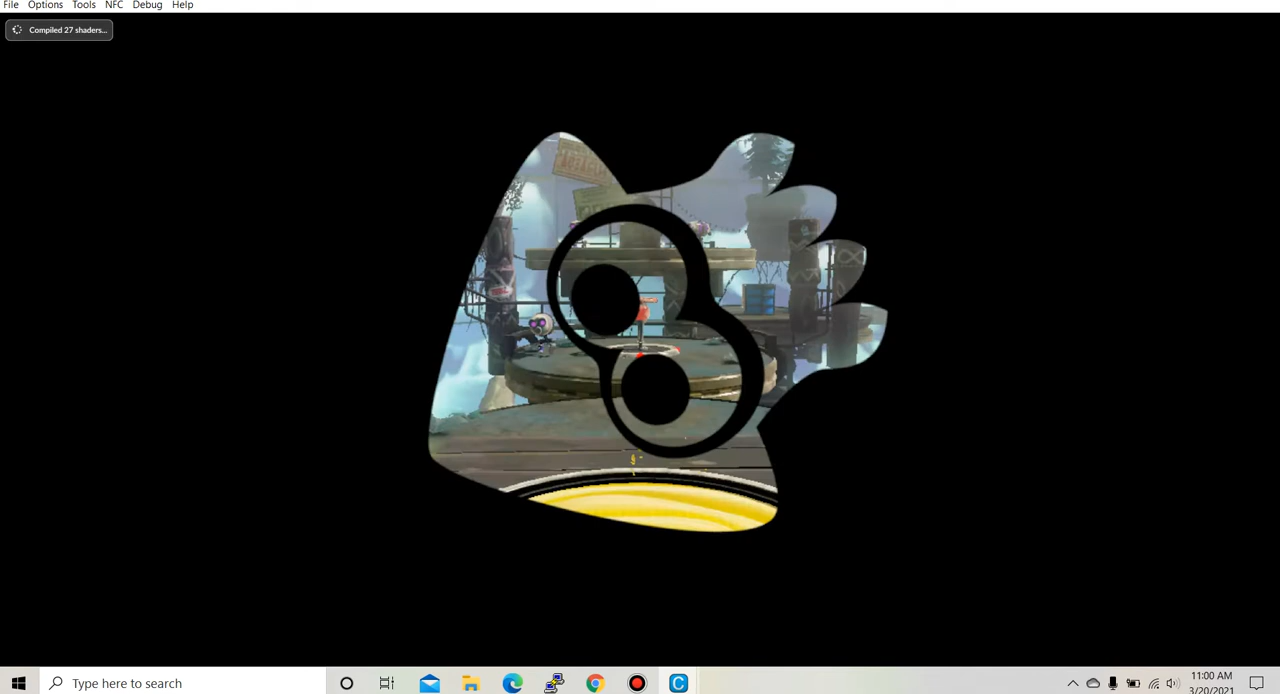 File Options Tools NFC Debug Help
Compiled 27 shaders...
Type here to search
11:00 AM
3/20/2021